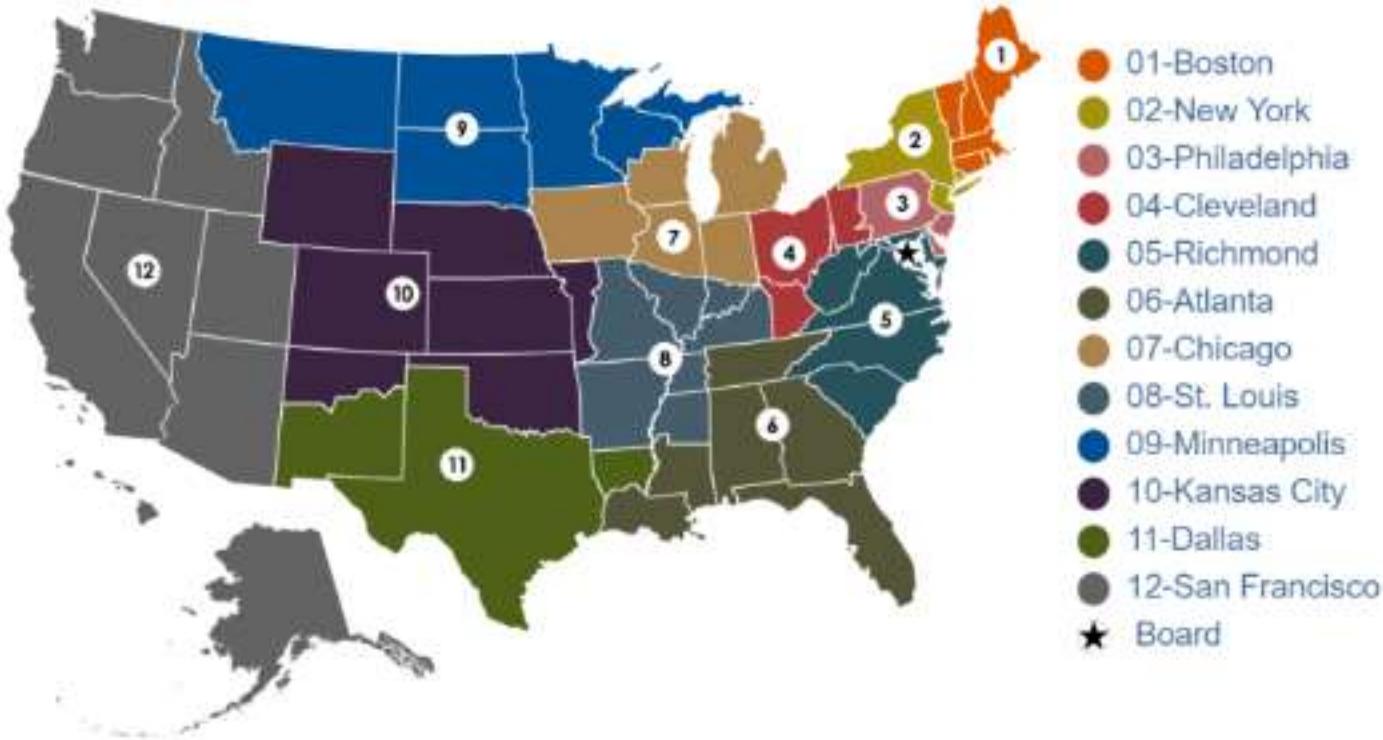 1
2
3
4
5
6
7
8
9
10
11
12
01-Boston
02-New York
03-Philadelphia
04-Cleveland
05-Richmond
06-Atlanta
07-Chicago
08-St. Louis
09-Minneapolis
10-Kansas City
11-Dallas
12-San Francisco
Board